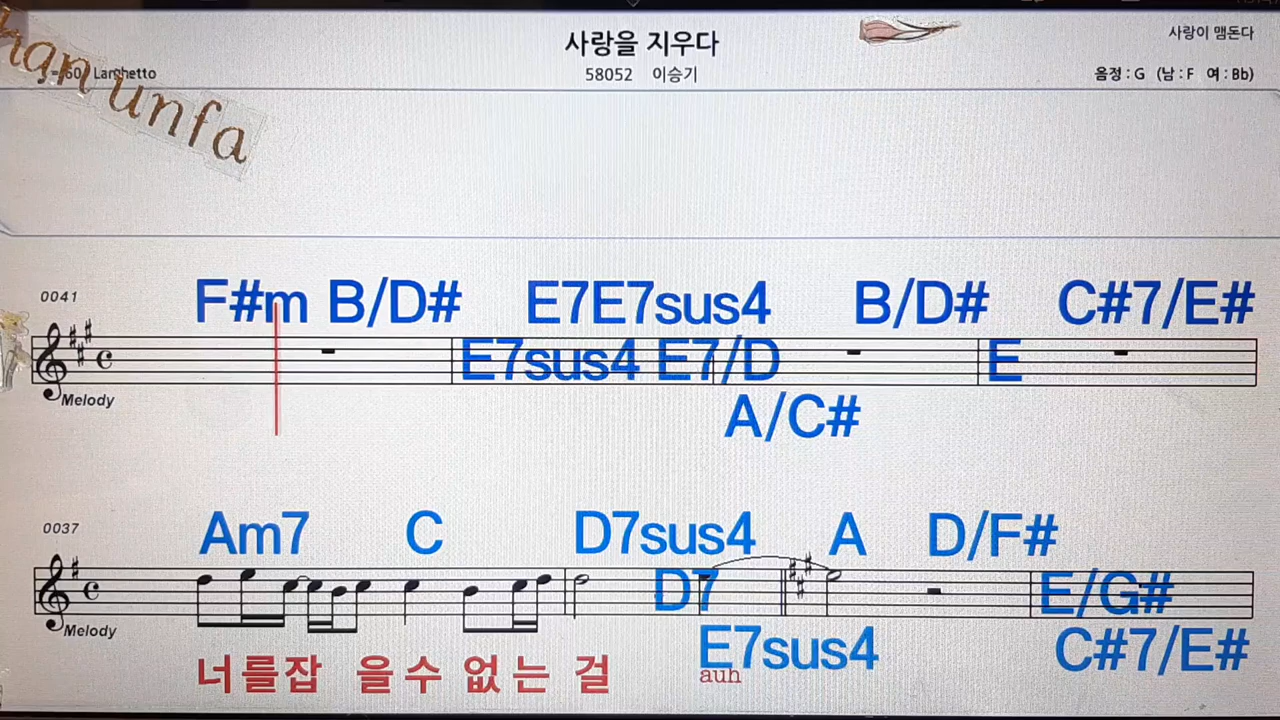 사랑을 지우다
58052 이승기
Larghetto
han unfa
사랑이 맴돈다
음정 : G (남 : F 여 : Bb)
0041
F#m B/D# E7E7sus4 B/D# C#7/E#
E7sus4 E7/D E
A/C#
Melody
0037
Am7 C D7sus4 A D/F#
D7 E/G#
Melody
E7sus4 C#7/E#
너를잡 을수 없는 걸
auh